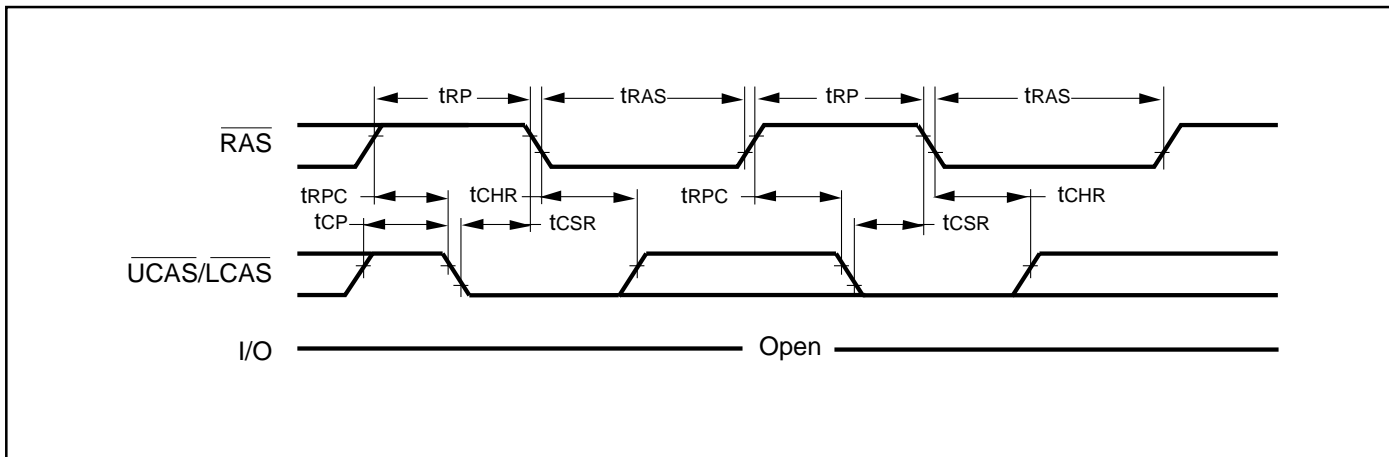 tRP tRAS tRP tRAS
RAS
tRPC tCHR tRPC tCHR
tCP tCSR tCSR
UCAS/LCAS
I/O Open